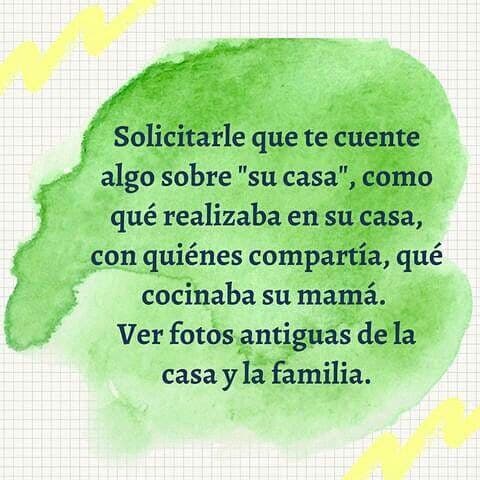 Solicitarle que te cuente
algo sobre "su casa", como
qué realizaba en su casa,
con quiénes compartía, qué
cocinaba su mamá.
Ver fotos antiguas de la
casa y la familia.